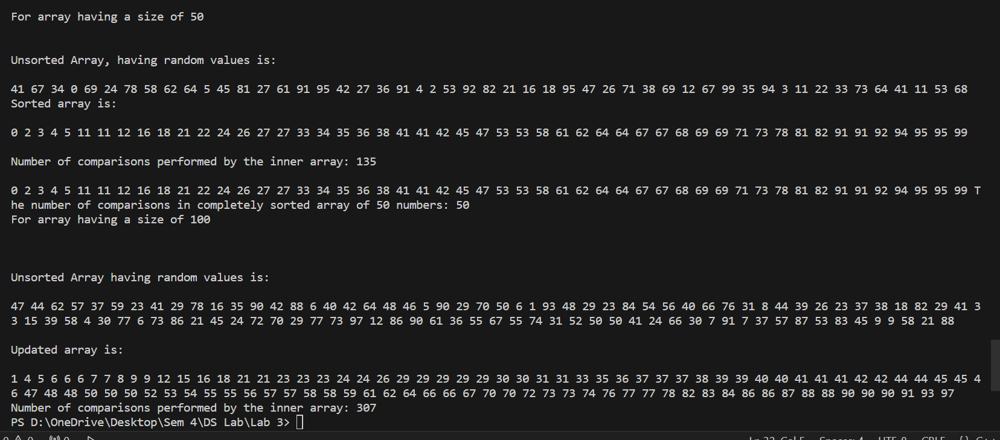 For array having a size of 50
Unsorted Array, having random values is:
41 67 34 0 69 24 78 58 62 64 5 45 81 27 61 91 95 42 27 36 91 4 2 53 92 82 21 16 18 95 47 26 71 38 69 12 67 99 35 94 3 11 22 33 73 64 41 11 53 68
Sorted array is:
0 2 3 4 5 11 11 12 16 18 21 22 24 26 27 27 33 34 35 36 38 41 41 42 45 47 53 53 58 61 62 64 64 67 67 68 69 69 71 73 78 81 82 91 91 92 94 95 95 99
Number of comparisons performed by the inner array: 135
0 2 3 4 5 11 11 12 16 18 21 22 24 26 27 27 33 34 35 36 38 41 41 42 45 47 53 53 58 61 62 64 64 67 67 68 69 69 71 73 78 81 82 91 91 92 94 95 95 99 T
he number of comparisons in completely sorted array of 50 numbers: 50
For array having a size of 100
Unsorted Array having random values is:
47 44 62 57 37 59 23 41 29 78 16 35 90 42 88 6 40 42 64 48 46 5 90 29 70 50 6 1 93 48 29 23 84 54 56 40 66 76 31 8 44 39 26 23 37 38 18 82 29 41 3
3 15 39 58 4 30 77 6 73 86 21 45 24 72 70 29 77 73 97 12 86 90 61 36 55 67 55 74 31 52 50 50 41 24 66 30 7 91 7 37 57 87 53 83 45 9 9 58 21 88
Updated array is:
1 4 5 6 6 6 7 7 8 9 9 12 15 16 18 21 21 23 23 23 24 24 26 29 29 29 29 29 30 30 31 31 33 35 36 37 37 37 38 39 39 40 40 41 41 41 42 42 44 44 45 45 4
6 47 48 48 50 50 50 52 53 54 55 55 56 57 57 58 58 59 61 62 64 66 66 67 70 70 72 73 73 74 76 77 77 78 82 83 84 86 86 87 88 88 90 90 90 91 93 97
Number of comparisons performed by the inner array: 307
PS D:\OneDrive\Desktop\Sem 4\DS Lab\Lab 3>